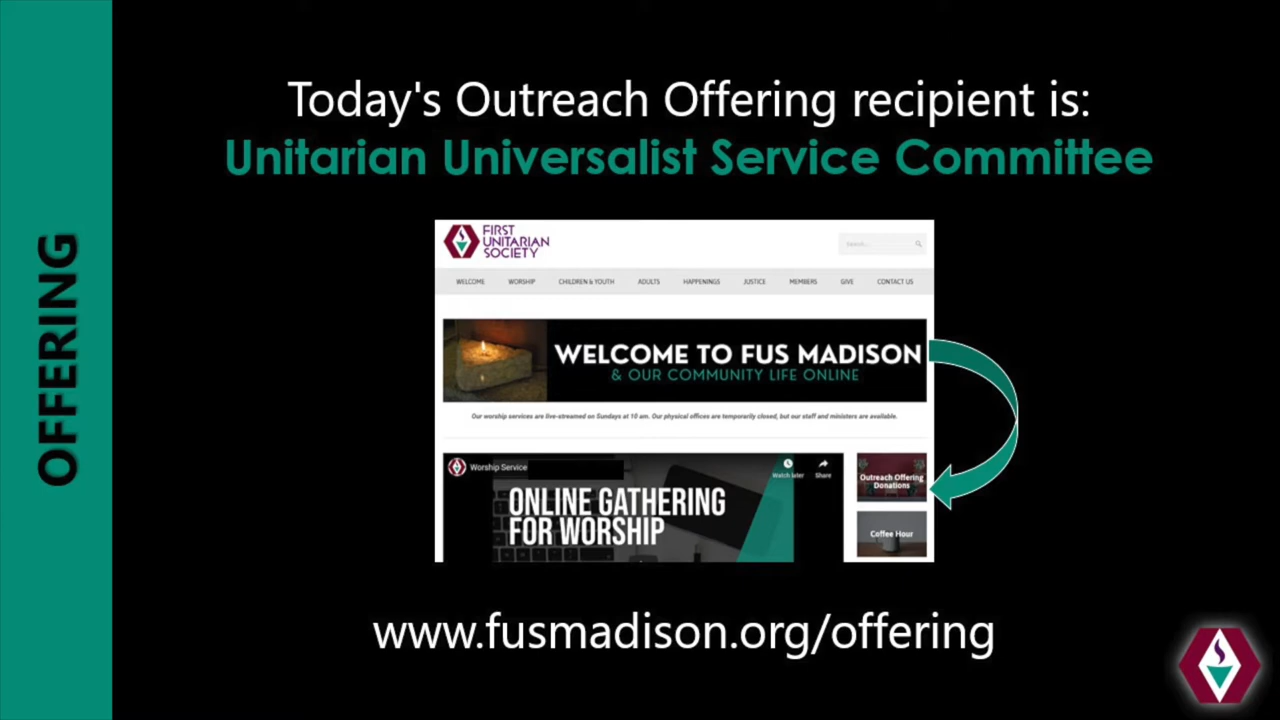 OFFERING
Today's Outreach Offering recipient is:
Unitarian Universalist Service Committee
FIRST
UNITARIAN
SOCIETY
Search...
WELCOME WORSHIP CHILDREN & YOUTH ADULTS HAPPENINGS JUSTICE MEMBERS GIVE CONTACT US
WELCOME TO FUS MADISON
& OUR COMMUNITY LIFE ONLINE
Our worship services are live-streamed on Sundays at 10 am. Our physical offices are temporarily closed, but our staff and ministers are available.
Worship Service
Watch later Share
ONLINE GATHERING
FOR WORSHIP
Outreach Offering
Donations
Coffee Hour
www.fusmadison.org/offering